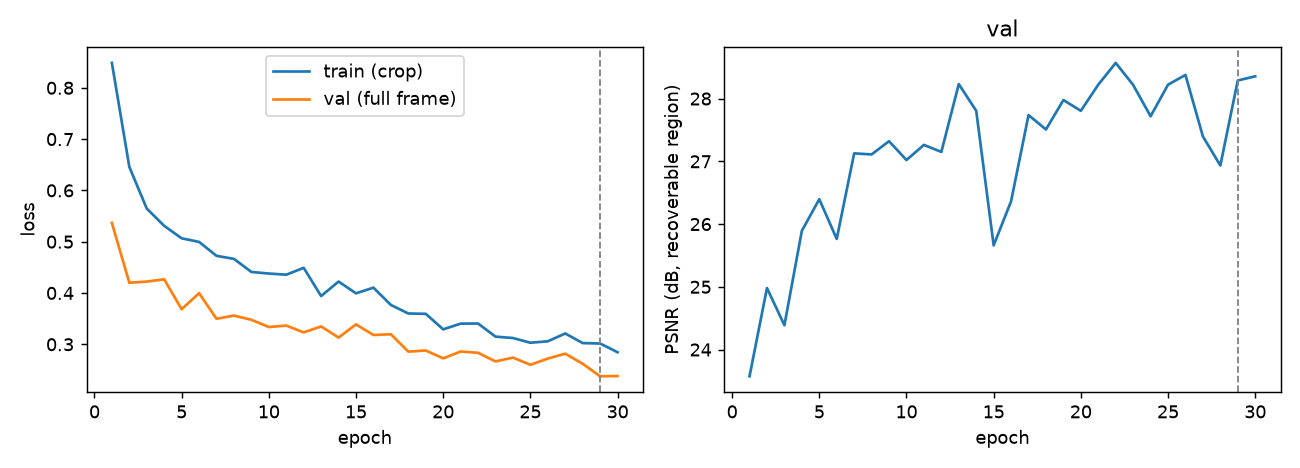 train (crop)
val (full frame)
0.8
0.7
0.6
0.5
0.4
0.3
loss
0 5 10 15 20 25 30
epoch
val
28
27
26
25
24
PSNR (dB, recoverable region)
0 5 10 15 20 25 30
epoch